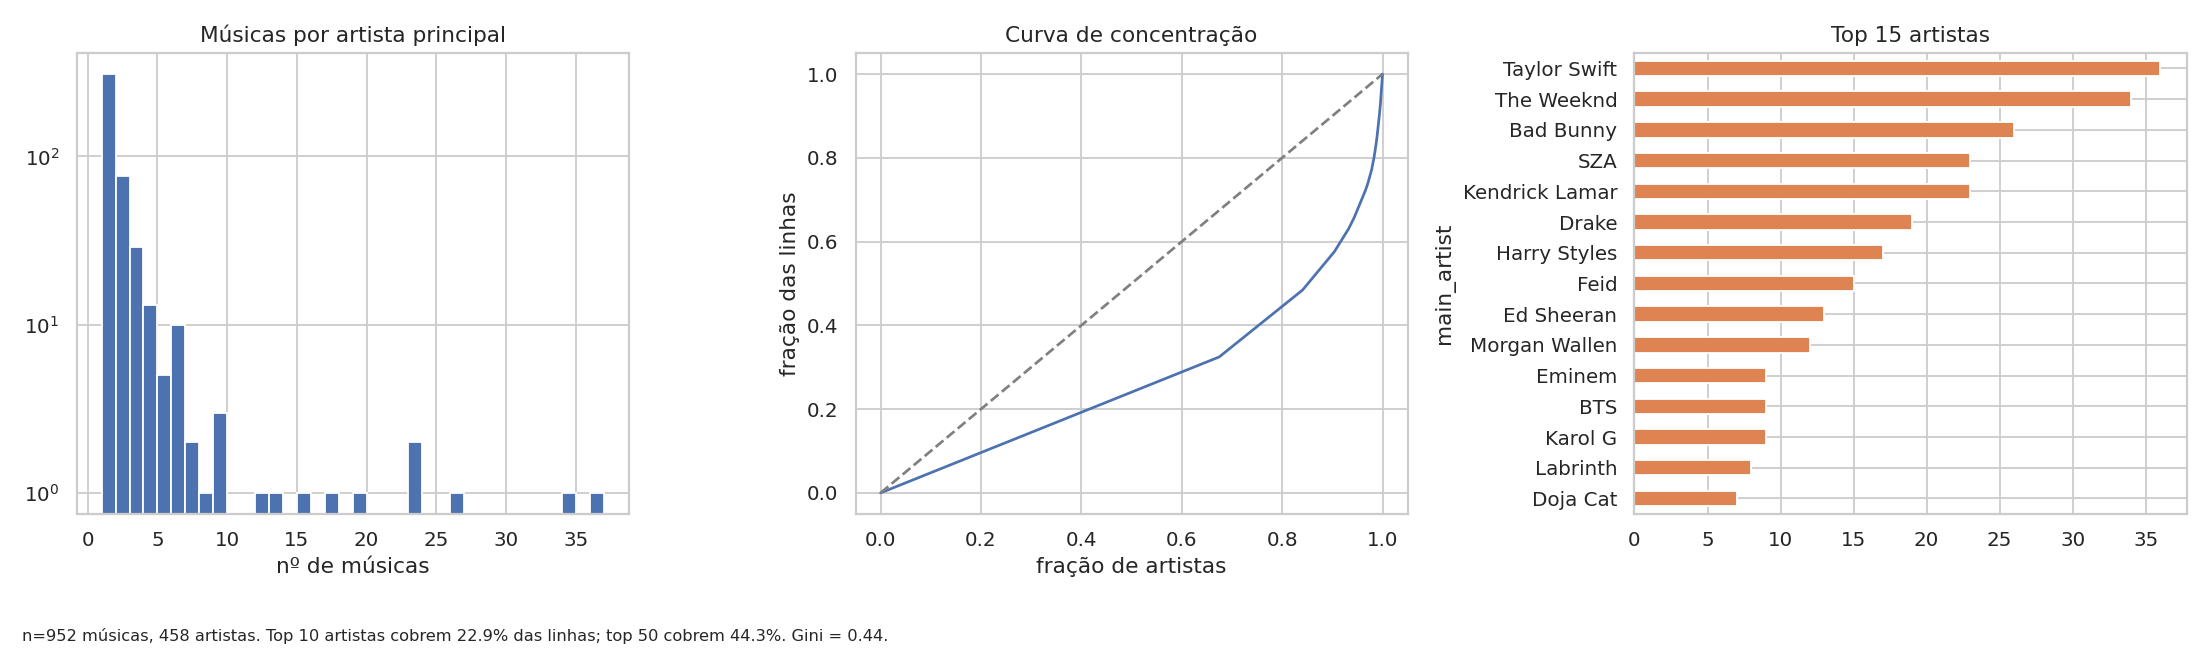 Músicas por artista principal
10²
10¹
10⁰
0 5 10 15 20 25 30 35
nº de músicas
Curva de concentração
fração das linhas
1.0
0.8
0.6
0.4
0.2
0.0
0.0 0.2 0.4 0.6 0.8 1.0
fração de artistas
Top 15 artistas
main_artist
Taylor Swift
The Weeknd
Bad Bunny
SZA
Kendrick Lamar
Drake
Harry Styles
Feid
Ed Sheeran
Morgan Wallen
Eminem
BTS
Karol G
Labrinth
Doja Cat
0 5 10 15 20 25 30 35
n=952 músicas, 458 artistas. Top 10 artistas cobrem 22.9% das linhas; top 50 cobrem 44.3%. Gini = 0.44.